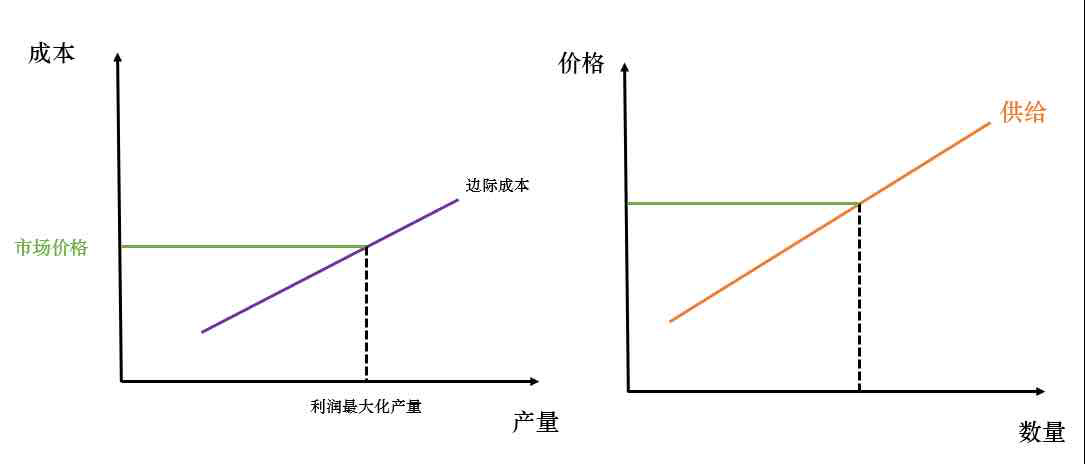 成本
边际成本
市场价格
利润最大化产量
产量
价格
供给
数量